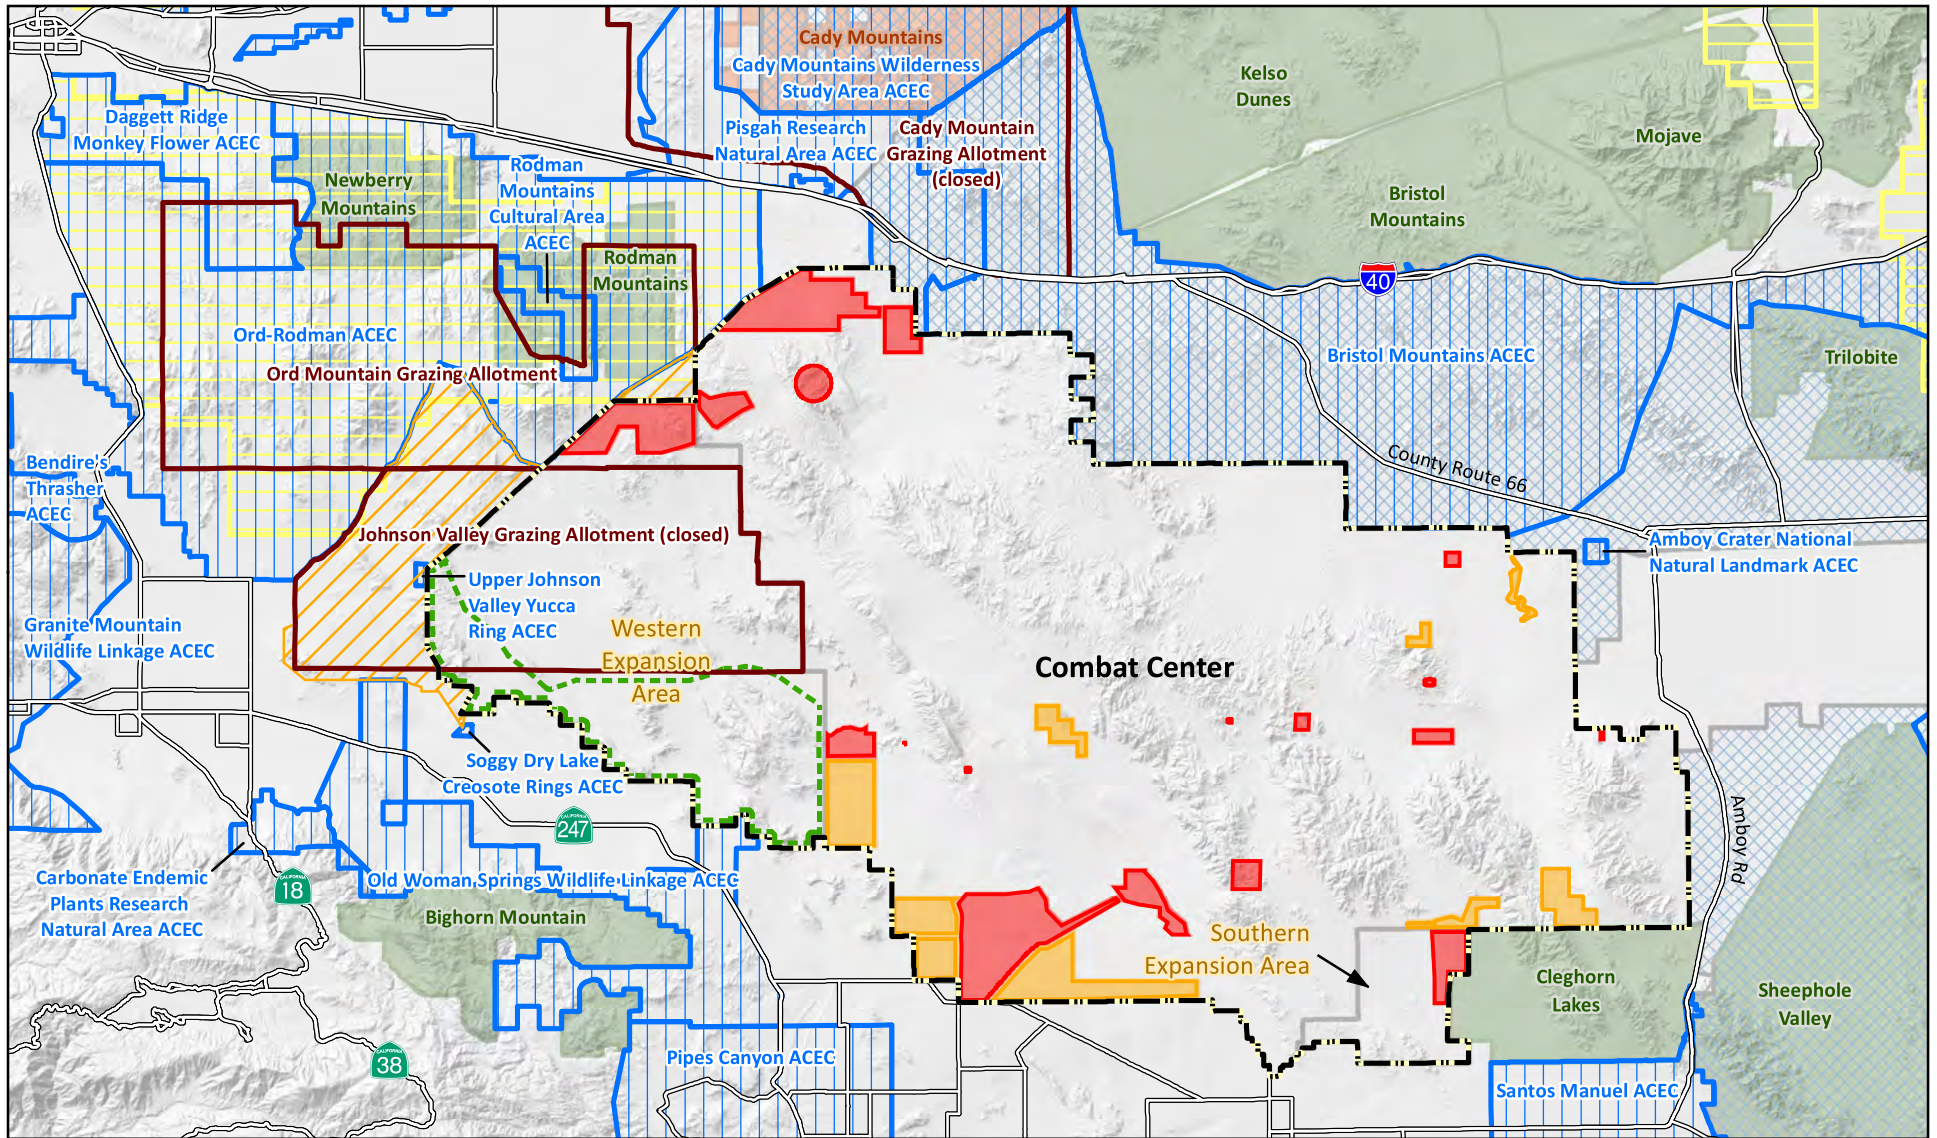 Cady Mountains
Cady Mountains Wilderness
Study Area ACEC
Kelso
Dunes
Daggett Ridge
Monkey Flower ACEC
Pisgah Research
Natural Area ACEC
Cady Mountain
Grazing Allotment
(closed)
Mojave
Rodman
Mountains
Cultural Area
ACEC
Newberry
Mountains
Bristol
Mountains
Rodman
Mountains
40
Ord-Rodman ACEC
Bristol Mountains ACEC
Trilobite
Ord Mountain Grazing Allotment
County Route 66
Bendire's
Thrasher
ACEC
Johnson Valley Grazing Allotment (closed)
Amboy Crater National
Natural Landmark ACEC
Upper Johnson
Valley Yucca
Ring ACEC
Granite Mountain
Wildlife Linkage ACEC
Western
Expansion
Area
Combat Center
Soggy Dry Lake
Creosote Rings ACEC
CALIFORNIA
247
Amboy Rd
Carbonate Endemic
Plants Research
Natural Area ACEC
CALIFORNIA
18
Old Woman Springs Wildlife Linkage ACEC
Bighorn Mountain
Southern
Expansion Area
Cleghorn
Lakes
Sheephole
Valley
CALIFORNIA
38
Pipes Canyon ACEC
Santos Manuel ACEC